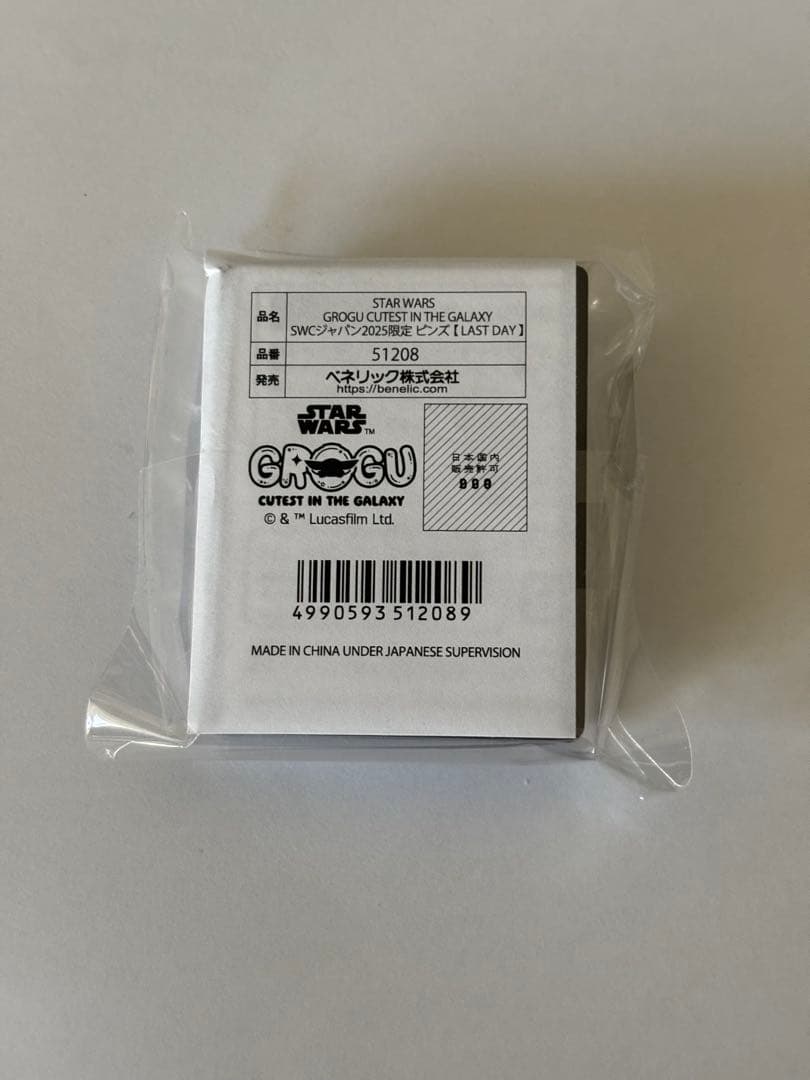 品名
STAR WARS
GROGU CUTEST IN THE GALAXY
SWCジャパン2025限定 ピンズ【 LAST DAY 】
品番
51208
発売
ベネリック株式会社
https://benelic.com
STAR
WARS™
GROGU
CUTEST IN THE GALAXY
© & ™ Lucasfilm Ltd.
日本国内
販売許可
4990593 512089
MADE IN CHINA UNDER JAPANESE SUPERVISION